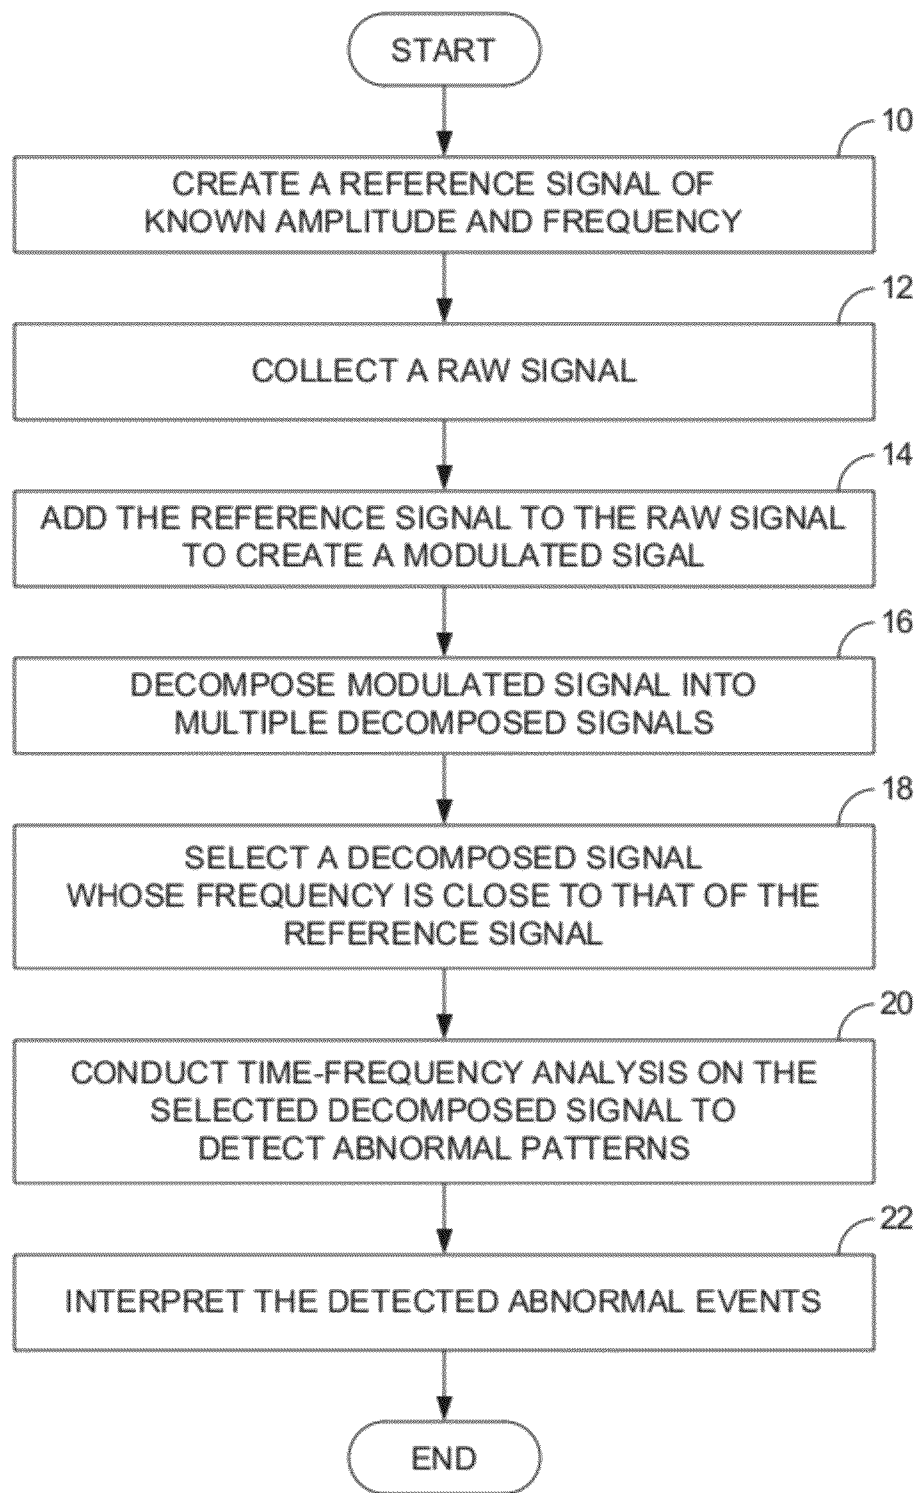 START
10
CREATE A REFERENCE SIGNAL OF
KNOWN AMPLITUDE AND FREQUENCY
12
COLLECT A RAW SIGNAL
14
ADD THE REFERENCE SIGNAL TO THE RAW SIGNAL
TO CREATE A MODULATED SIGAL
16
DECOMPOSE MODULATED SIGNAL INTO
MULTIPLE DECOMPOSED SIGNALS
18
SELECT A DECOMPOSED SIGNAL
WHOSE FREQUENCY IS CLOSE TO THAT OF THE
REFERENCE SIGNAL
20
CONDUCT TIME-FREQUENCY ANALYSIS ON THE
SELECTED DECOMPOSED SIGNAL TO
DETECT ABNORMAL PATTERNS
22
INTERPRET THE DETECTED ABNORMAL EVENTS
END